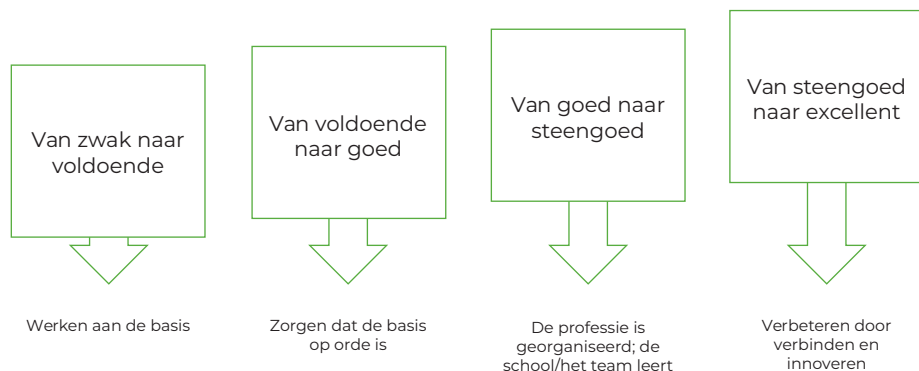 Van zwak naar
voldoende
Van voldoende
naar goed
Van goed naar
steengoed
Van steengoed
naar excellent
Werken aan de basis
Zorgen dat de basis
op orde is
De professie is
georganiseerd; de
school/het team leert
Verbeteren door
verbinden en
innoveren